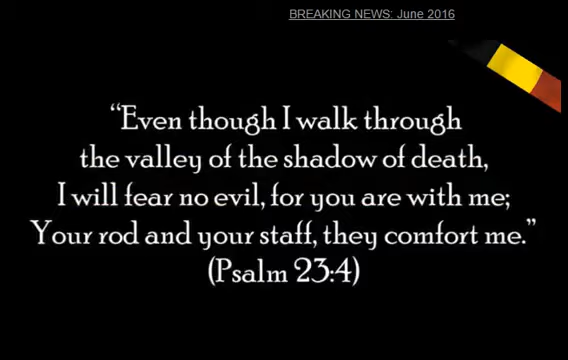 BREAKING NEWS: June 2016
“Even though I walk through
the valley of the shadow of death,
I will fear no evil, for you are with me;
Your rod and your staff, they comfort me.”
(Psalm 23:4)